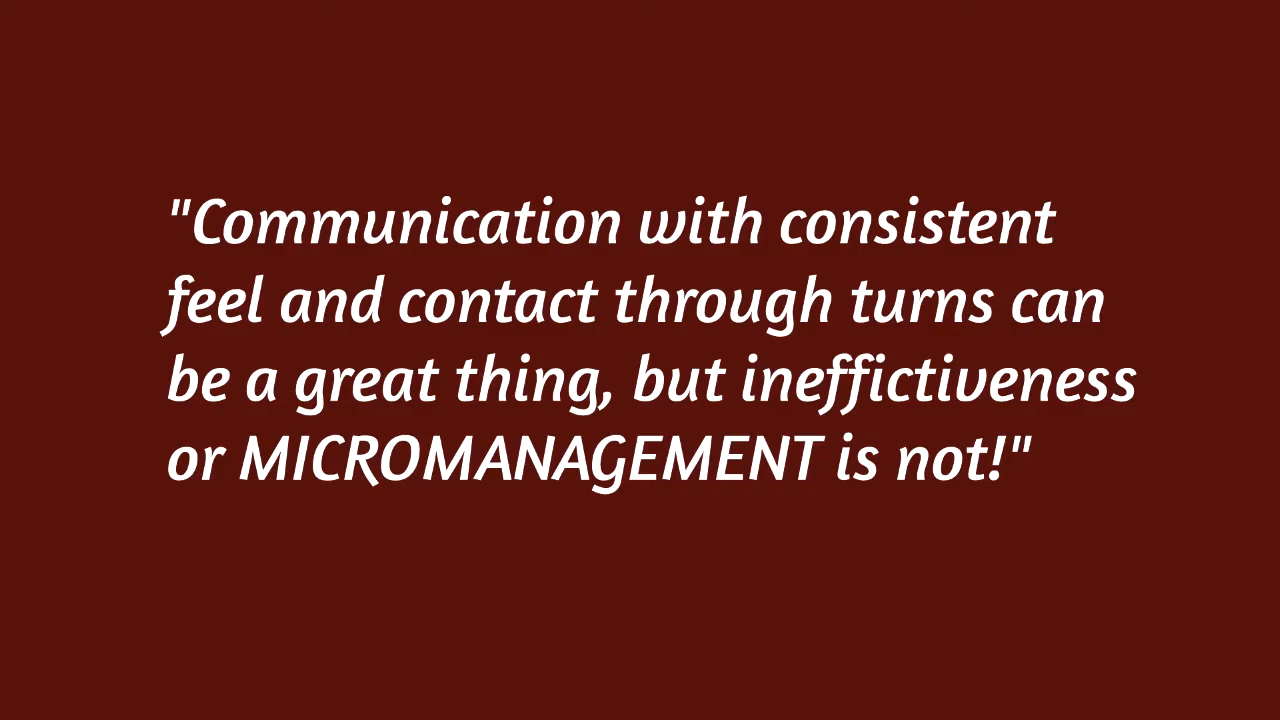 "Communication with consistent
feel and contact through turns can
be a great thing, but ineffictiveness
or MICROMANAGEMENT is not!"